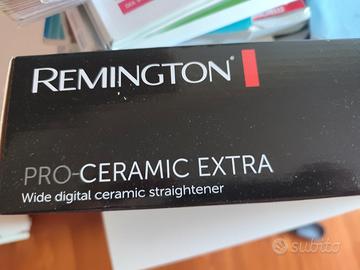 REMINGTON®
PRO-CERAMIC EXTRA
Wide digital ceramic straightener
subito